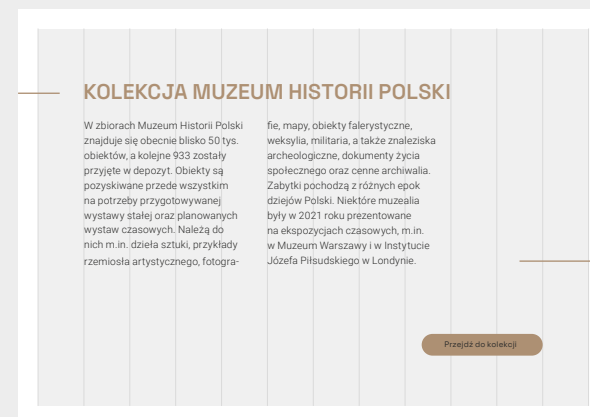 KOLEKCJA MUZEUM HISTORII POLSKI
W zbiorach Muzeum Historii Polski
znajduje się obecnie blisko 50 tys.
obiektów, a kolejne 933 zostały
przyjęte w depozyt. Obiekty są
pozyskiwane przede wszystkim
na potrzeby przygotowywanej
wystawy stałej oraz planowanych
wystaw czasowych. Należą do
nich m.in. dzieła sztuki, przykłady
rzemiosła artystycznego, fotogra-
fie, mapy, obiekty falerystyczne,
weksylia, militaria, a także znaleziska
archeologiczne, dokumenty życia
społecznego oraz cenne archiwalia.
Zabytki pochodzą z różnych epok
dziejów Polski. Niektóre muzealia
były w 2021 roku prezentowane
na ekspozycjach czasowych, m.in.
w Muzeum Warszawy i w Instytucie
Józefa Piłsudskiego w Londynie.
Przejdź do kolekcji